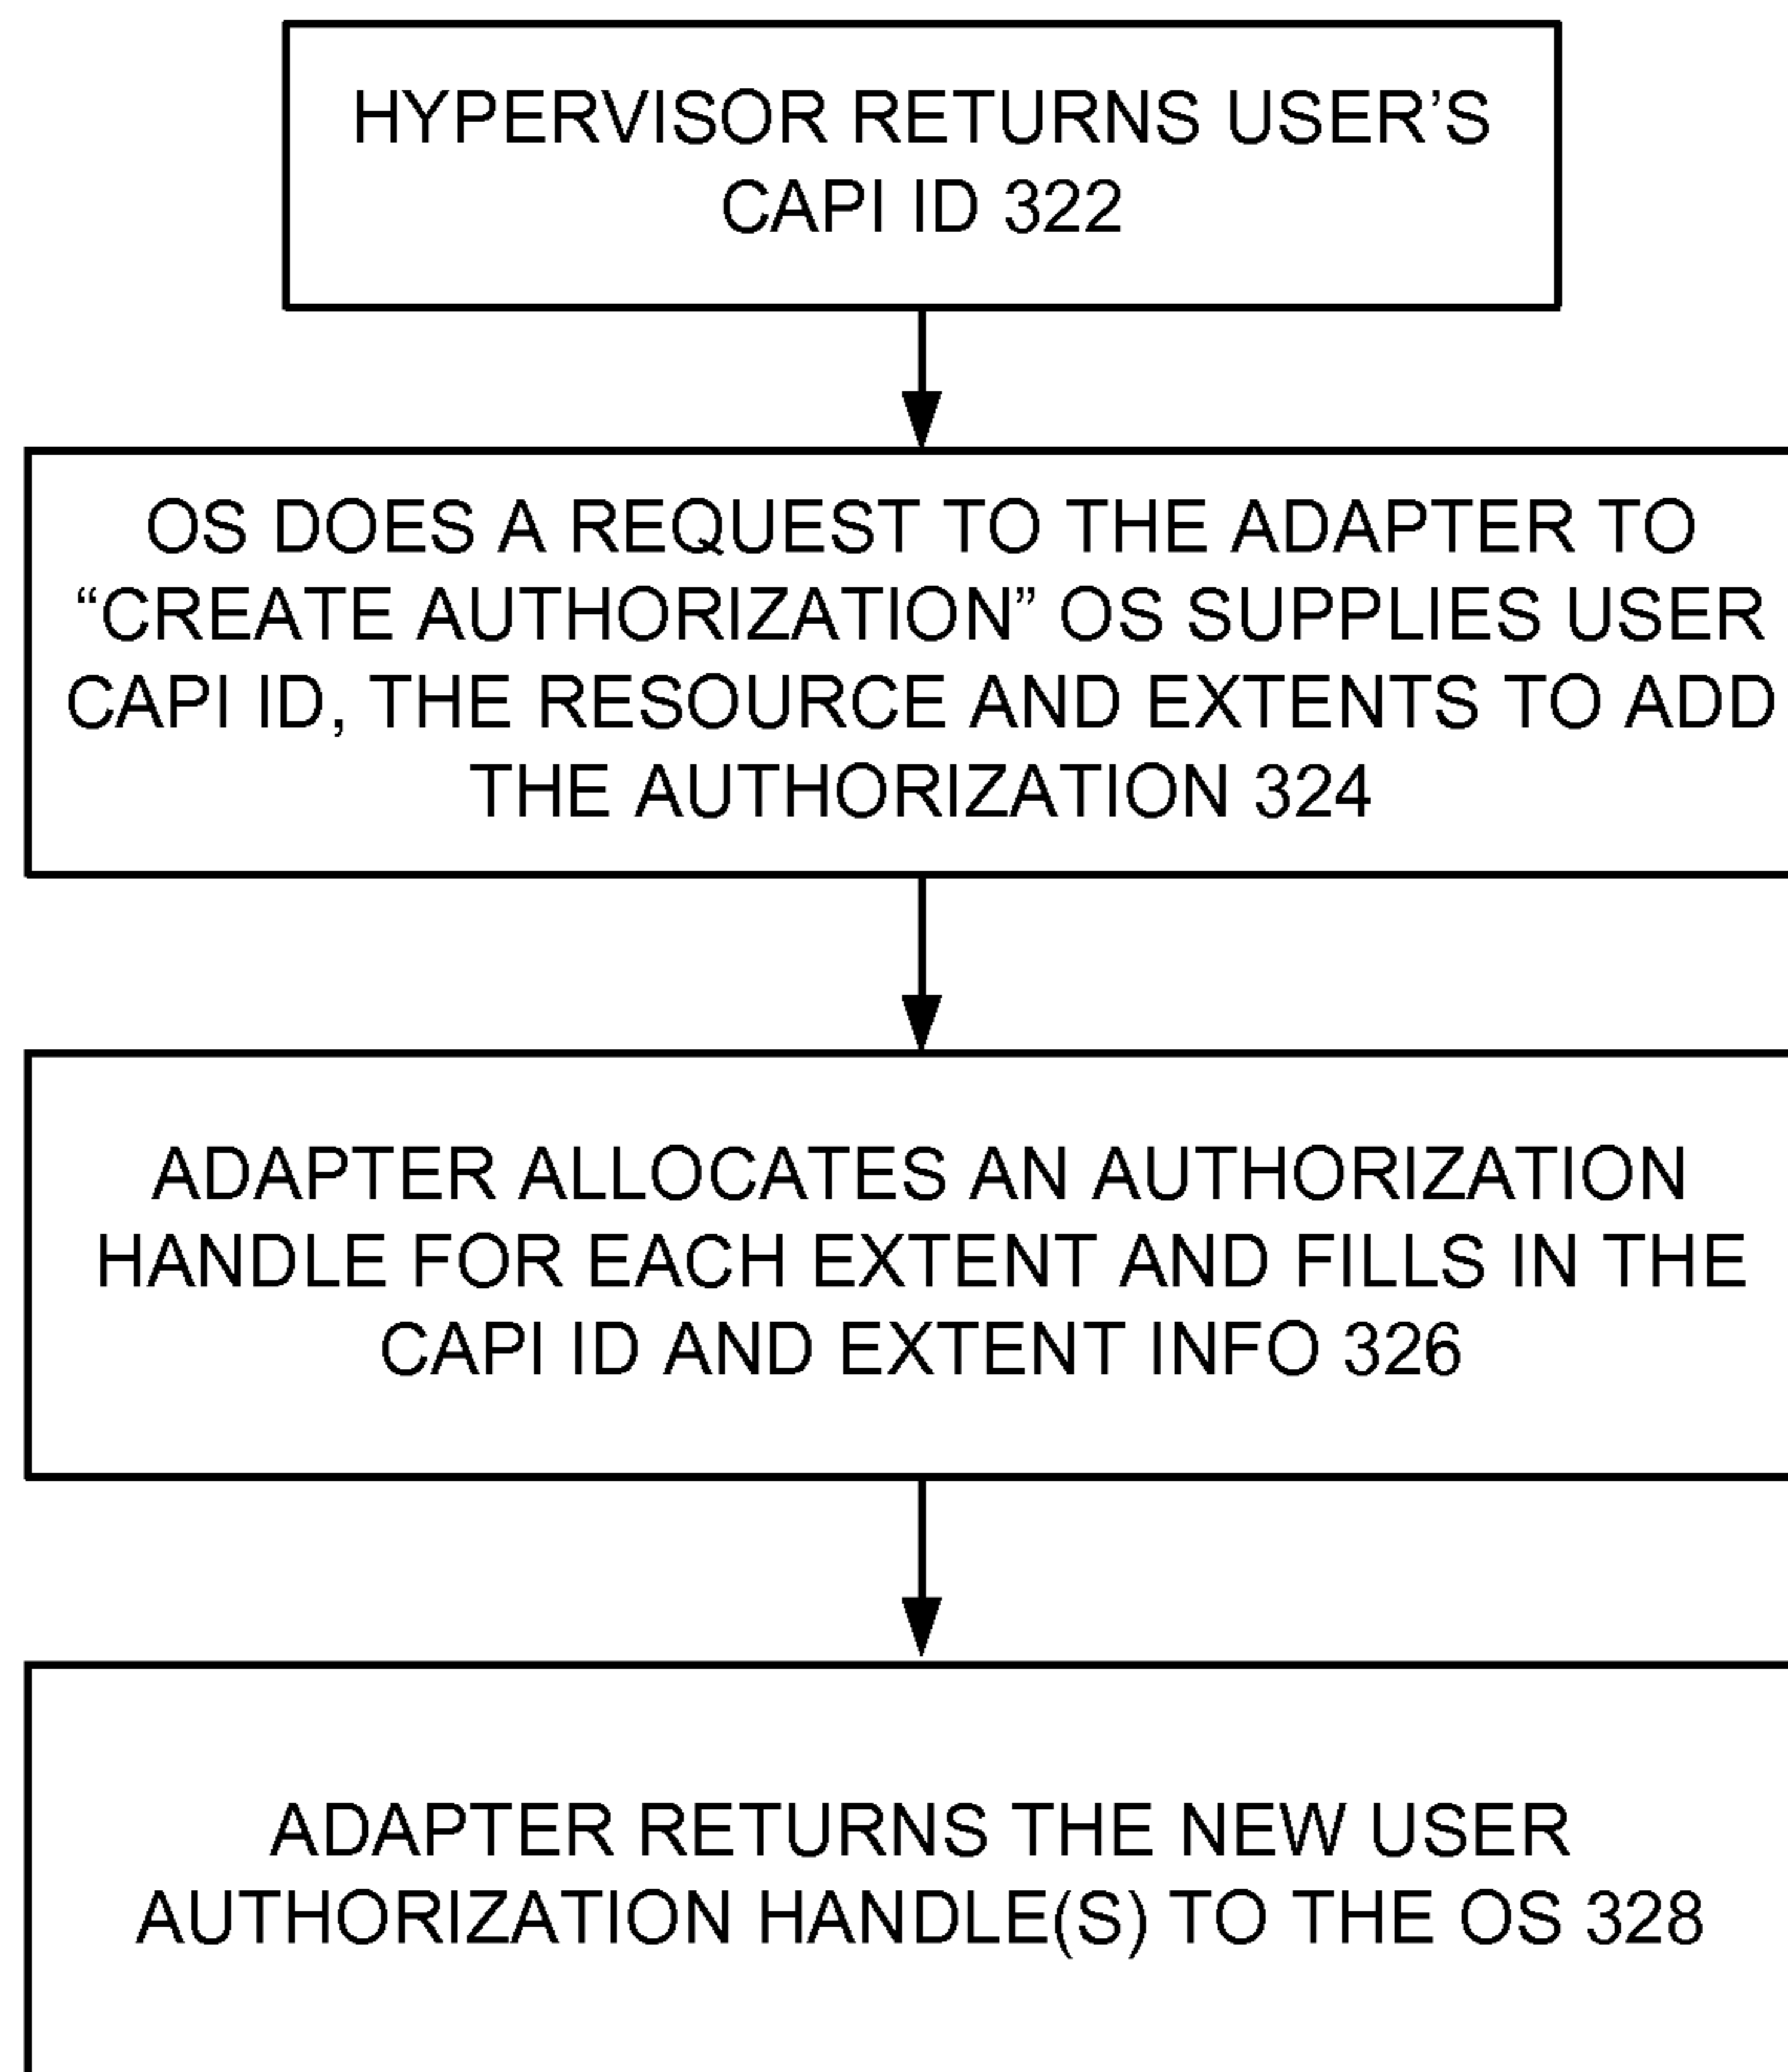 HYPERVISOR RETURNS USER’S
CAPI ID 322
OS DOES A REQUEST TO THE ADAPTER TO
“CREATE AUTHORIZATION” OS SUPPLIES USER
CAPI ID, THE RESOURCE AND EXTENTS TO ADD
THE AUTHORIZATION 324
ADAPTER ALLOCATES AN AUTHORIZATION
HANDLE FOR EACH EXTENT AND FILLS IN THE
CAPI ID AND EXTENT INFO 326
ADAPTER RETURNS THE NEW USER
AUTHORIZATION HANDLE(S) TO THE OS 328